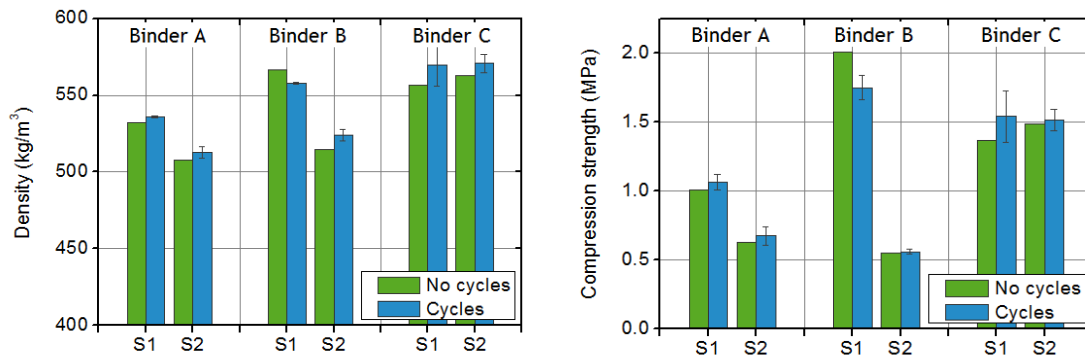 600
550
500
450
400
Density (kg/m³)
Binder A Binder B Binder C
No cycles
Cycles
S1 S2 S1 S2 S1 S2
2.0
1.5
1.0
0.5
0.0
Compression strength (MPa)
Binder A Binder B Binder C
No cycles
Cycles
S1 S2 S1 S2 S1 S2